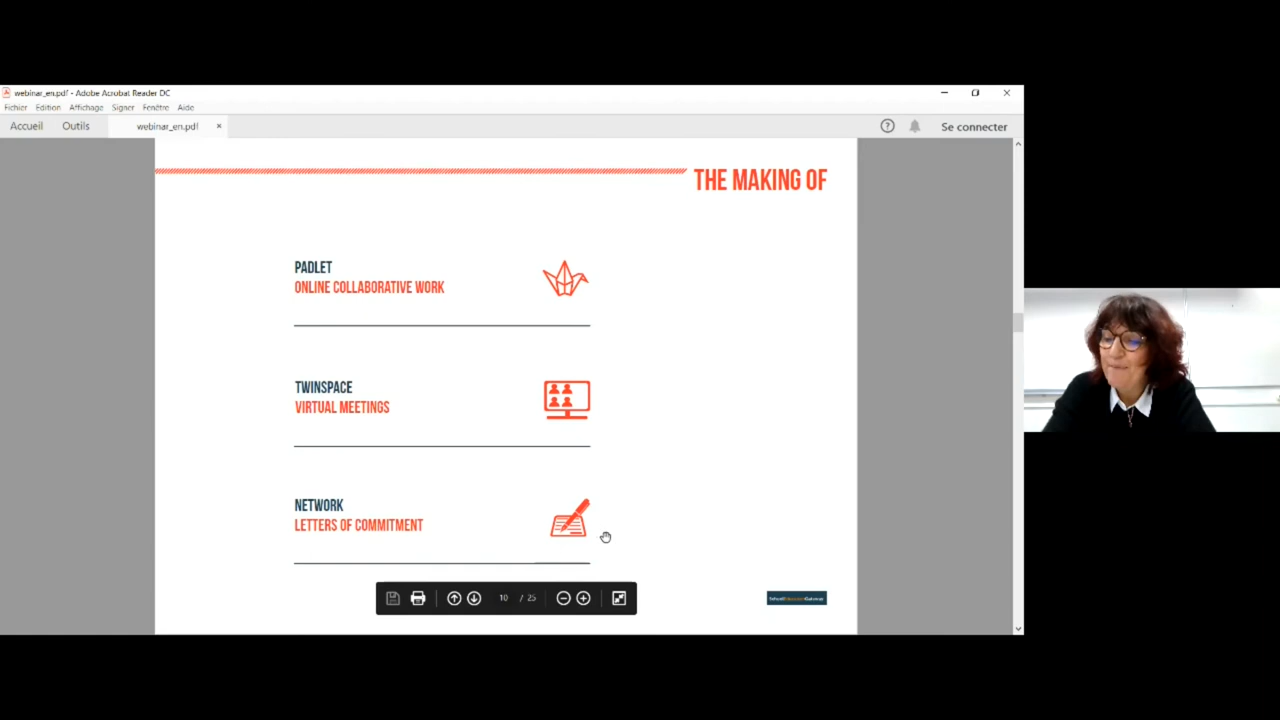 webinar_en.pdf - Adobe Acrobat Reader DC
Fichier Edition Affichage Signer Fenêtre Aide
Accueil Outils webinar_en.pdf × Se connecter
THE MAKING OF
PADLET
ONLINE COLLABORATIVE WORK
TWINSPACE
VIRTUAL MEETINGS
NETWORK
LETTERS OF COMMITMENT
10 / 25
SchoolEducationGateway